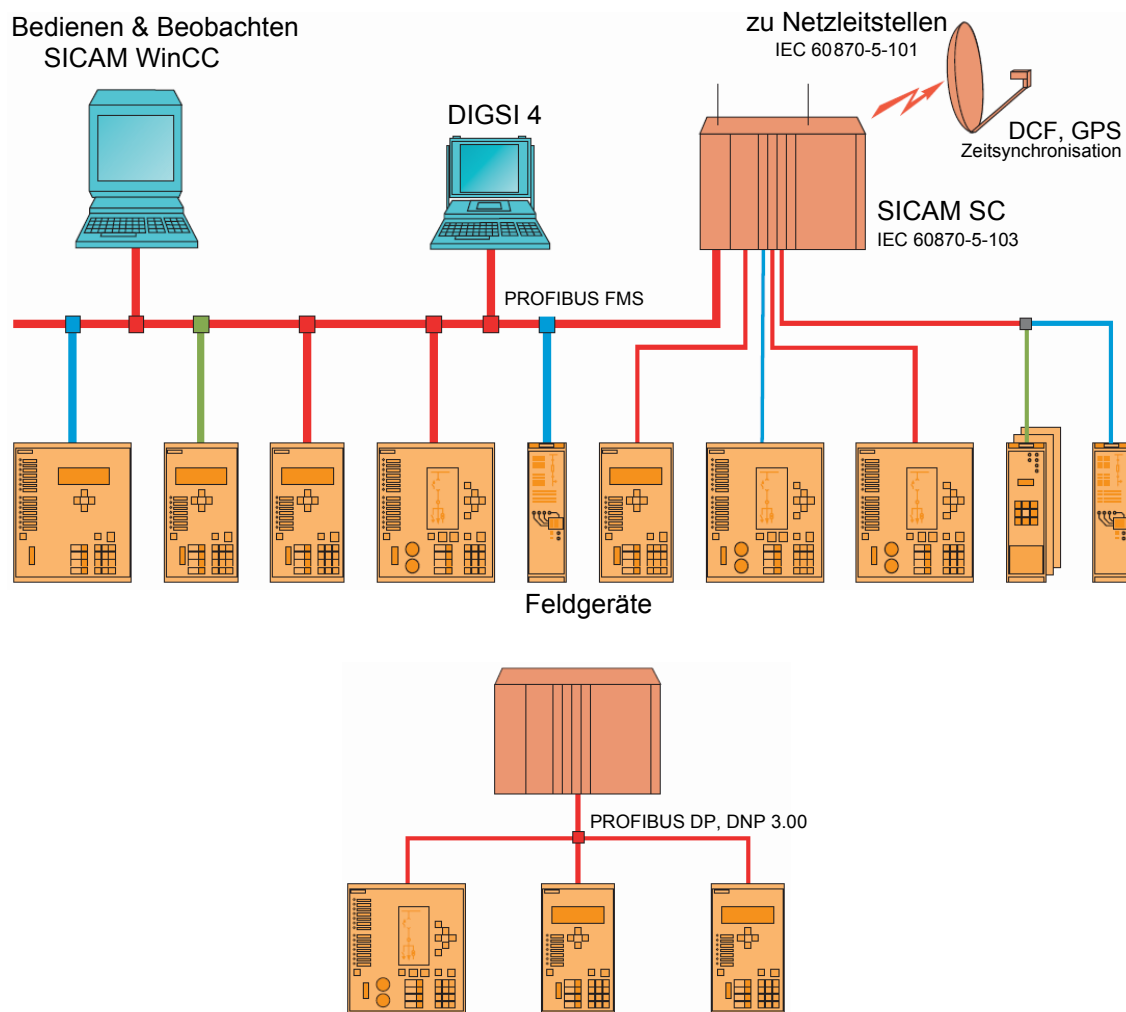 Bedienen & Beobachten
SICAM WinCC
zu Netzleitstellen
IEC 60870-5-101
DIGSI 4
DCF, GPS
Zeitsynchronisation
SICAM SC
IEC 60870-5-103
PROFIBUS FMS
Feldgeräte
PROFIBUS DP, DNP 3.00